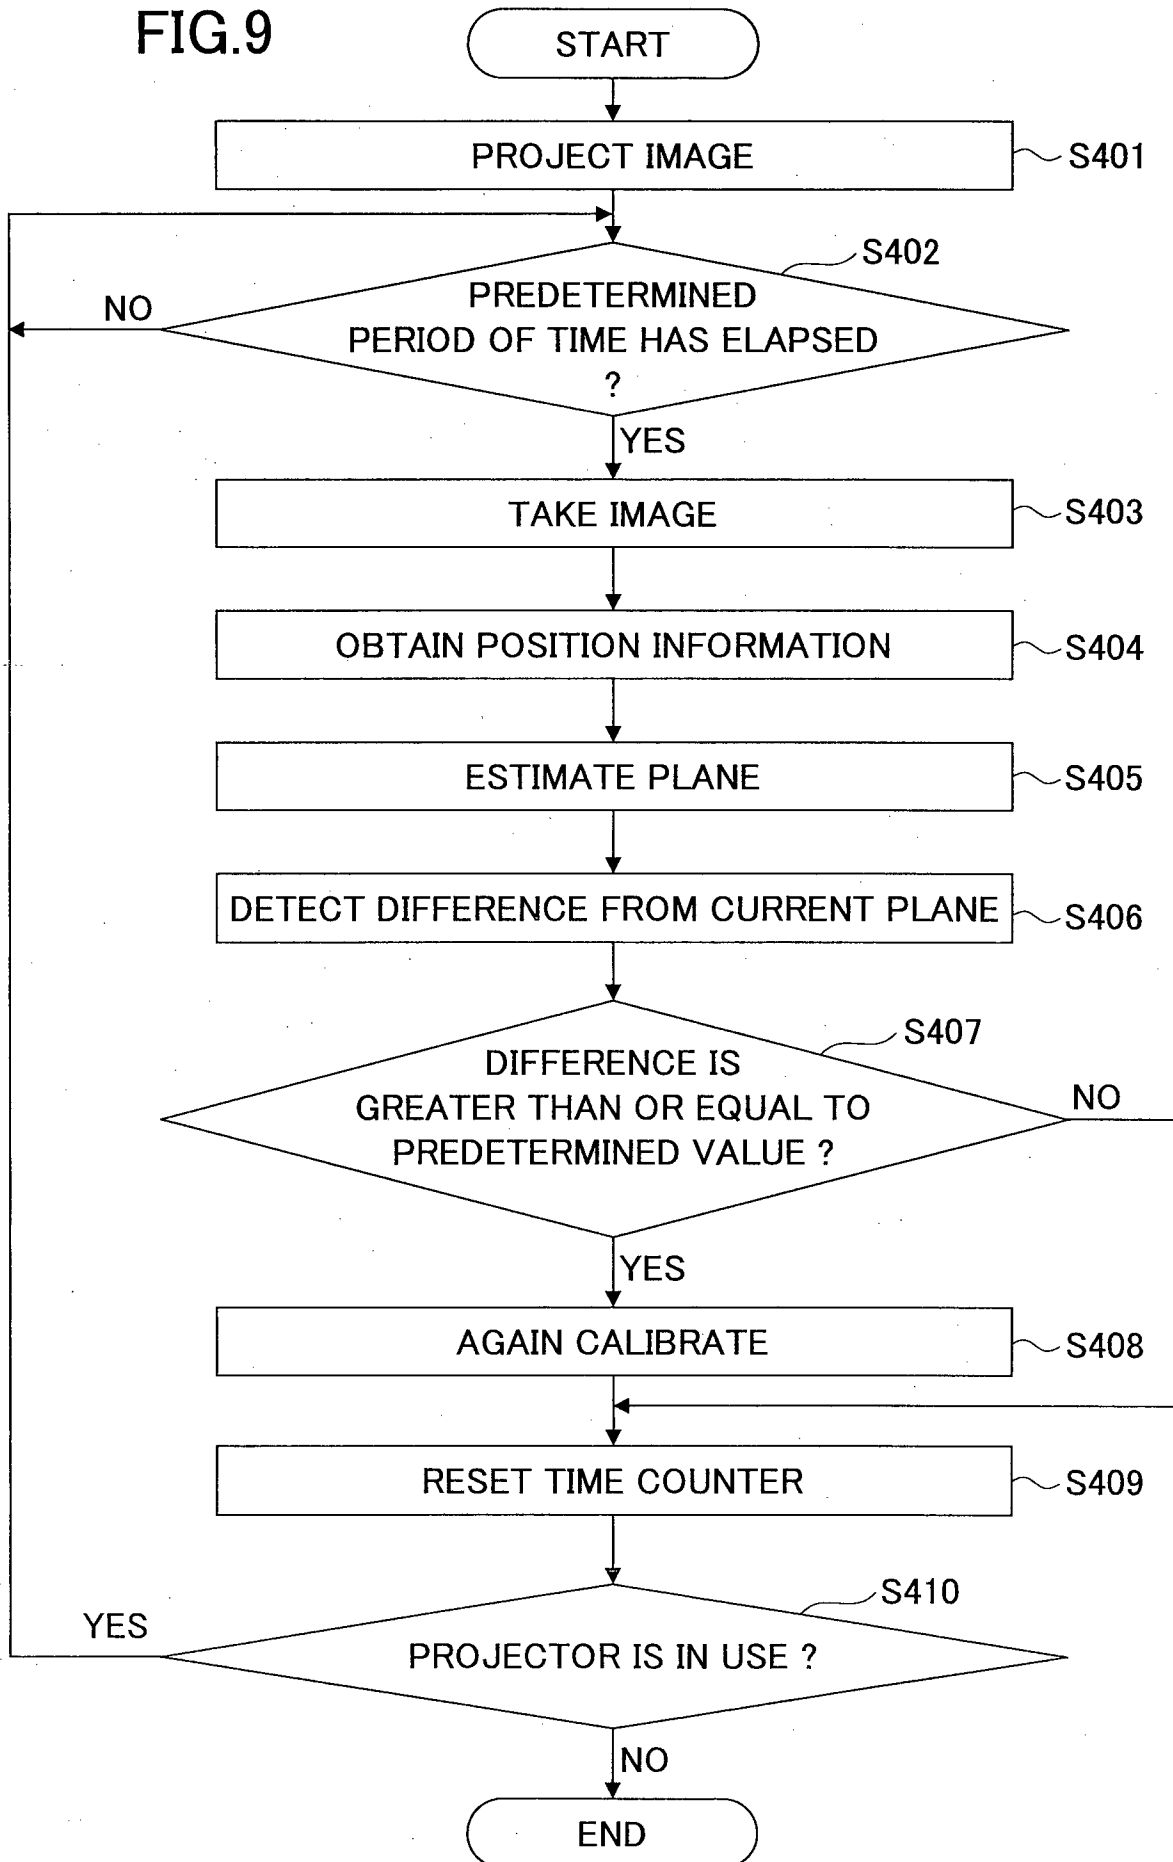 FIG.9
START
PROJECT IMAGE
S401
S402
PREDETERMINED
PERIOD OF TIME HAS ELAPSED
?
NO
YES
TAKE IMAGE
S403
OBTAIN POSITION INFORMATION
S404
ESTIMATE PLANE
S405
DETECT DIFFERENCE FROM CURRENT PLANE
S406
S407
DIFFERENCE IS
GREATER THAN OR EQUAL TO
PREDETERMINED VALUE ?
NO
YES
AGAIN CALIBRATE
S408
RESET TIME COUNTER
S409
S410
YES
PROJECTOR IS IN USE ?
NO
END